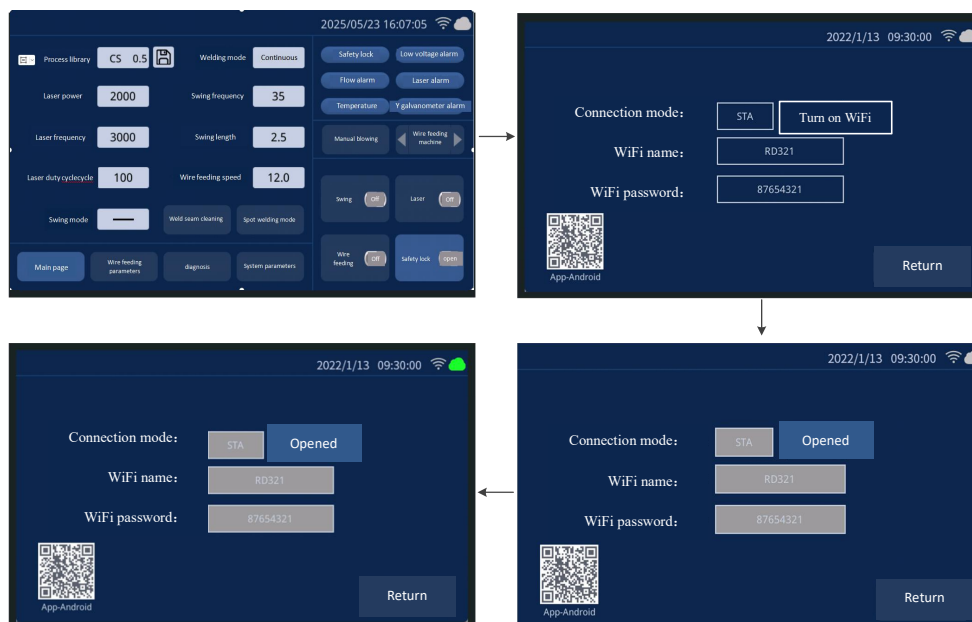 2025/05/23 16:07:05
Process library CS 0.5 Welding mode Continuous
Laser power 2000 Swing frequency 35
Laser frequency 3000 Swing length 2.5
Laser duty cyclecycle 100 Wire feeding speed 12.0
Swing mode — Weld seam cleaning Spot welding mode
Main page Wire feeding parameters diagnosis System parameters
Safety lock Low voltage alarm
Flow alarm Laser alarm
Temperature Y galvanometer alarm
Manual blowing Wire feeding machine
Swing Off Laser Off
Wire feeding Off Safety lock open
2022/1/13 09:30:00
Connection mode: STA Turn on WiFi
WiFi name: RD321
WiFi password: 87654321
App-Android
Return
2022/1/13 09:30:00
Connection mode: STA Opened
WiFi name: RD321
WiFi password: 87654321
App-Android
Return
2022/1/13 09:30:00
Connection mode: STA Opened
WiFi name: RD321
WiFi password: 87654321
App-Android
Return